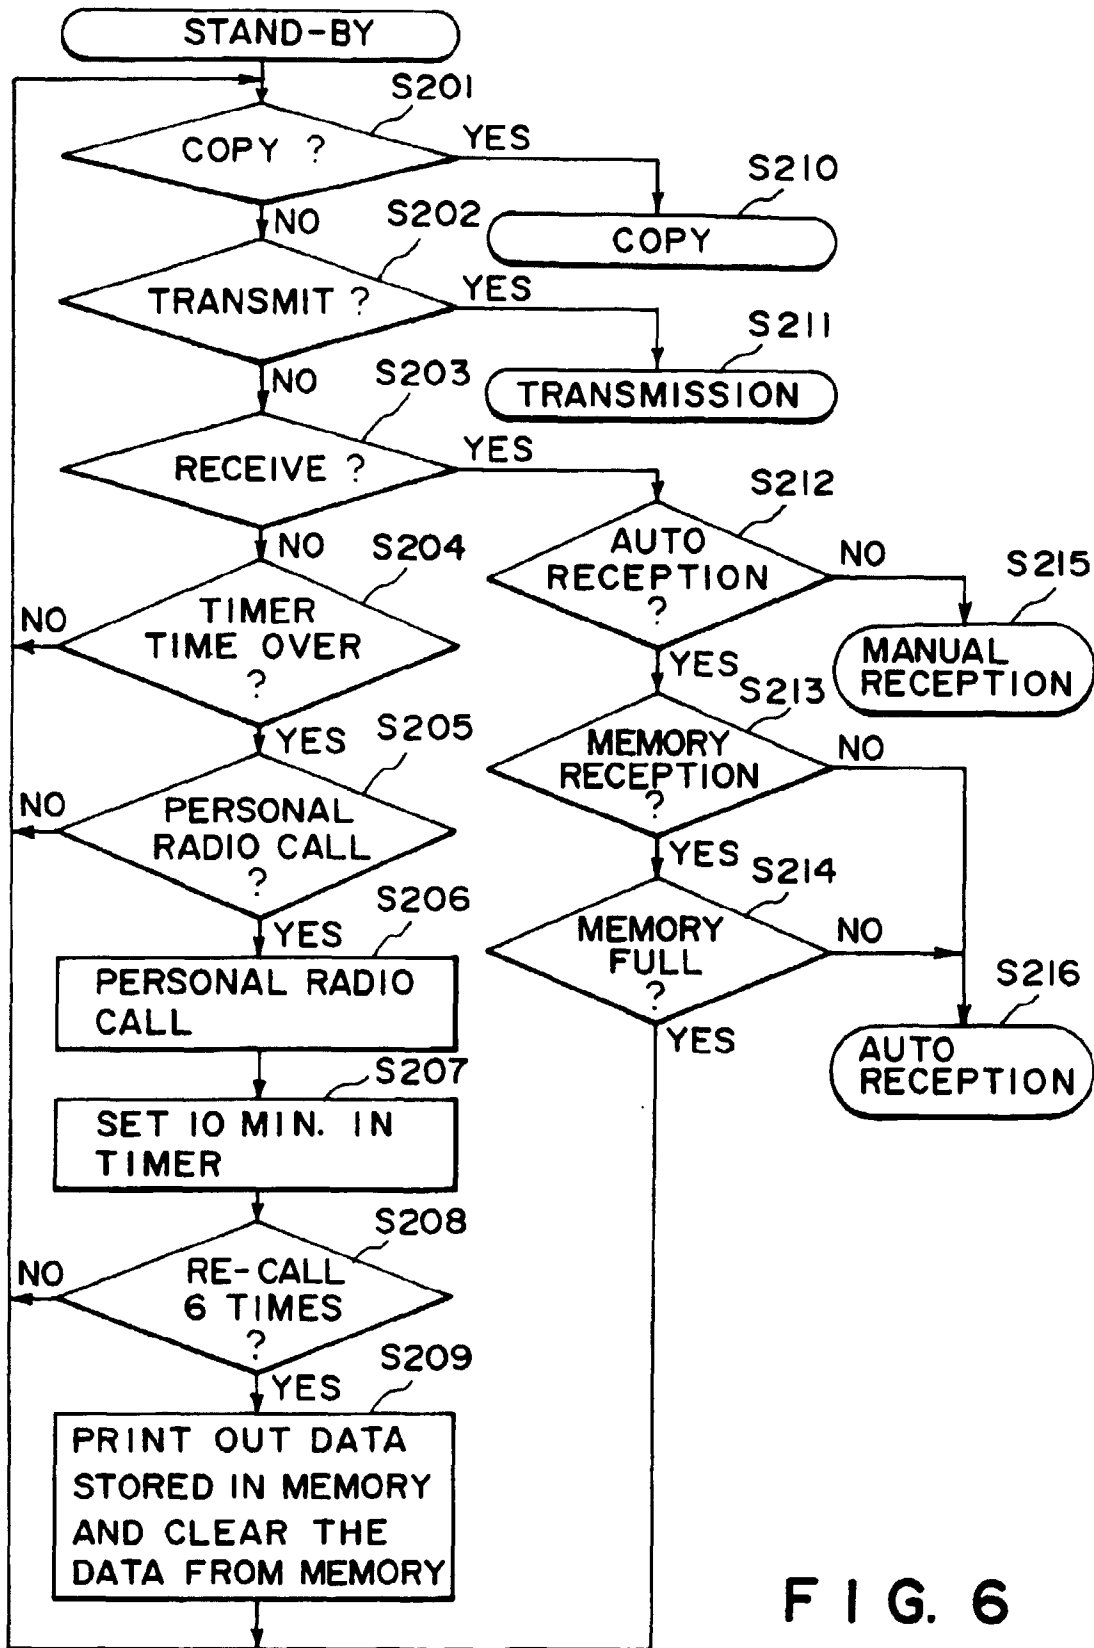 STAND-BY
S201
COPY ?
YES
NO
S210
COPY
S202
TRANSMIT ?
YES
NO
S211
TRANSMISSION
S203
RECEIVE ?
YES
NO
S212
AUTO
RECEPTION
?
NO
YES
S215
MANUAL
RECEPTION
S204
TIMER
TIME OVER
?
NO
YES
S213
MEMORY
RECEPTION
?
NO
YES
S205
PERSONAL
RADIO CALL
?
NO
YES
S214
MEMORY
FULL
?
NO
YES
S216
AUTO
RECEPTION
S206
PERSONAL RADIO
CALL
S207
SET 10 MIN. IN
TIMER
S208
RE-CALL
6 TIMES
?
NO
YES
S209
PRINT OUT DATA
STORED IN MEMORY
AND CLEAR THE
DATA FROM MEMORY
FIG. 6